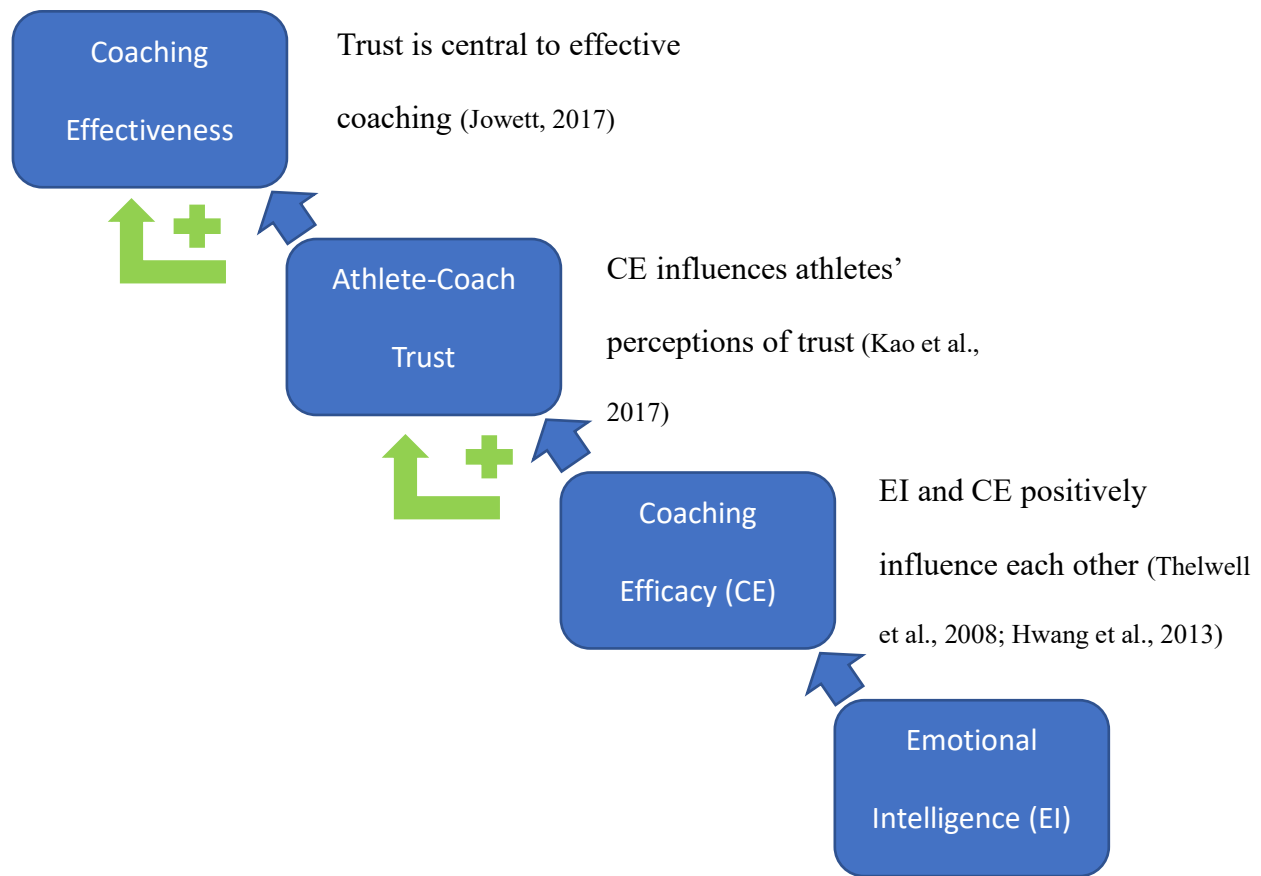 Coaching
Effectiveness
Trust is central to effective
coaching (Jowett, 2017)
Athlete-Coach
Trust
CE influences athletes’
perceptions of trust (Kao et al.,
2017)
Coaching
Efficacy (CE)
EI and CE positively
influence each other (Thelwell
et al., 2008; Hwang et al., 2013)
Emotional
Intelligence (EI)